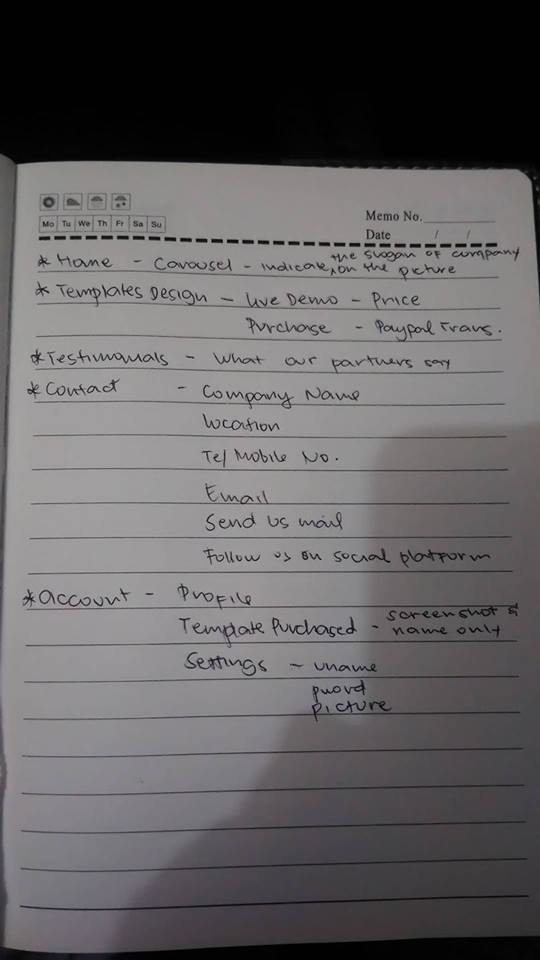 Mo Tu We Th Fr Sa Su
Memo No.
Date / /
* Home - Carousel - indicate the slogan of company on the picture
* Templates Design - Live Demo - Price
Purchase - Paypal Trans.
* Testimonials - What our partners say
* Contact - Company Name
Location
Tel/Mobile No.
Email
Send us mail
Follow us on social platform
* Account - Profile
Template Purchased - screenshot &
name only
Settings - uname
pword
picture